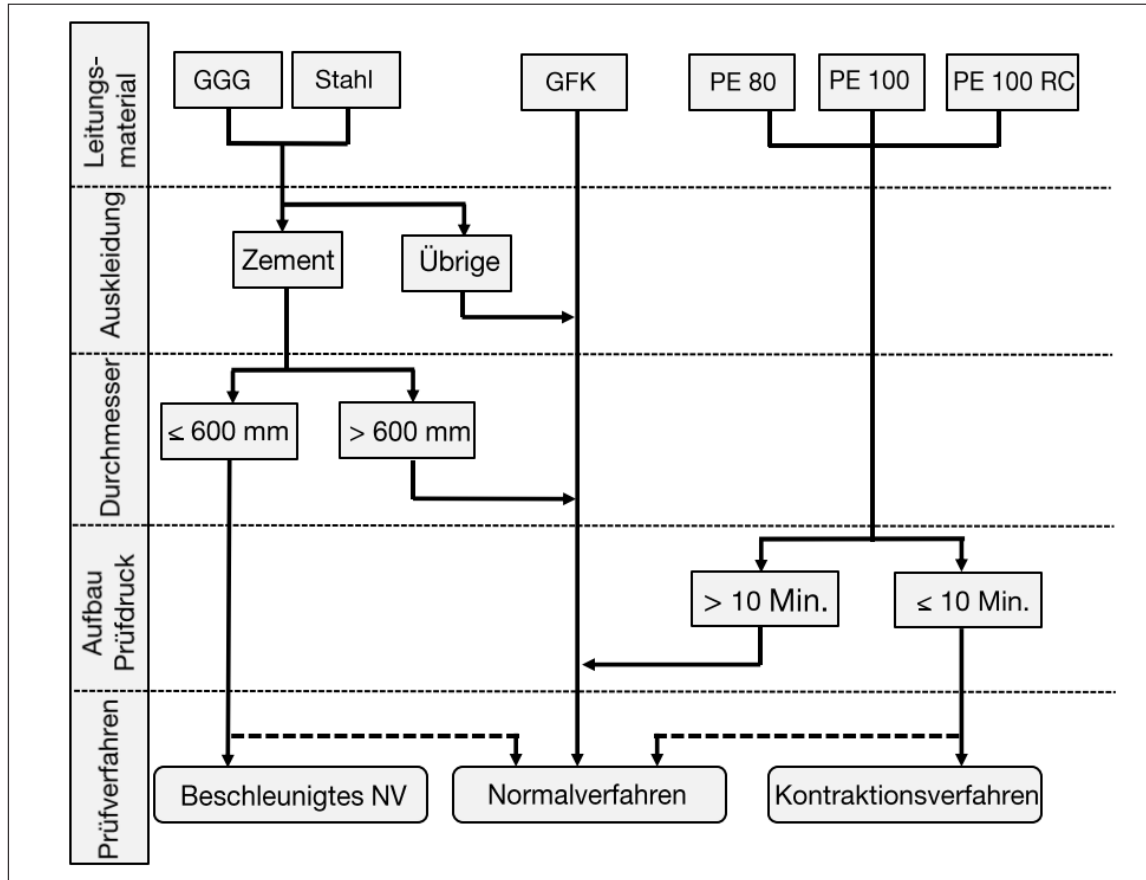 Leitungs-
material
GGG
Stahl
GFK
PE 80
PE 100
PE 100 RC
Auskleidung
Zement
Übrige
Durchmesser
≤ 600 mm
> 600 mm
Aufbau
Prüfdruck
> 10 Min.
≤ 10 Min.
Prüfverfahren
Beschleunigtes NV
Normalverfahren
Kontraktionsverfahren